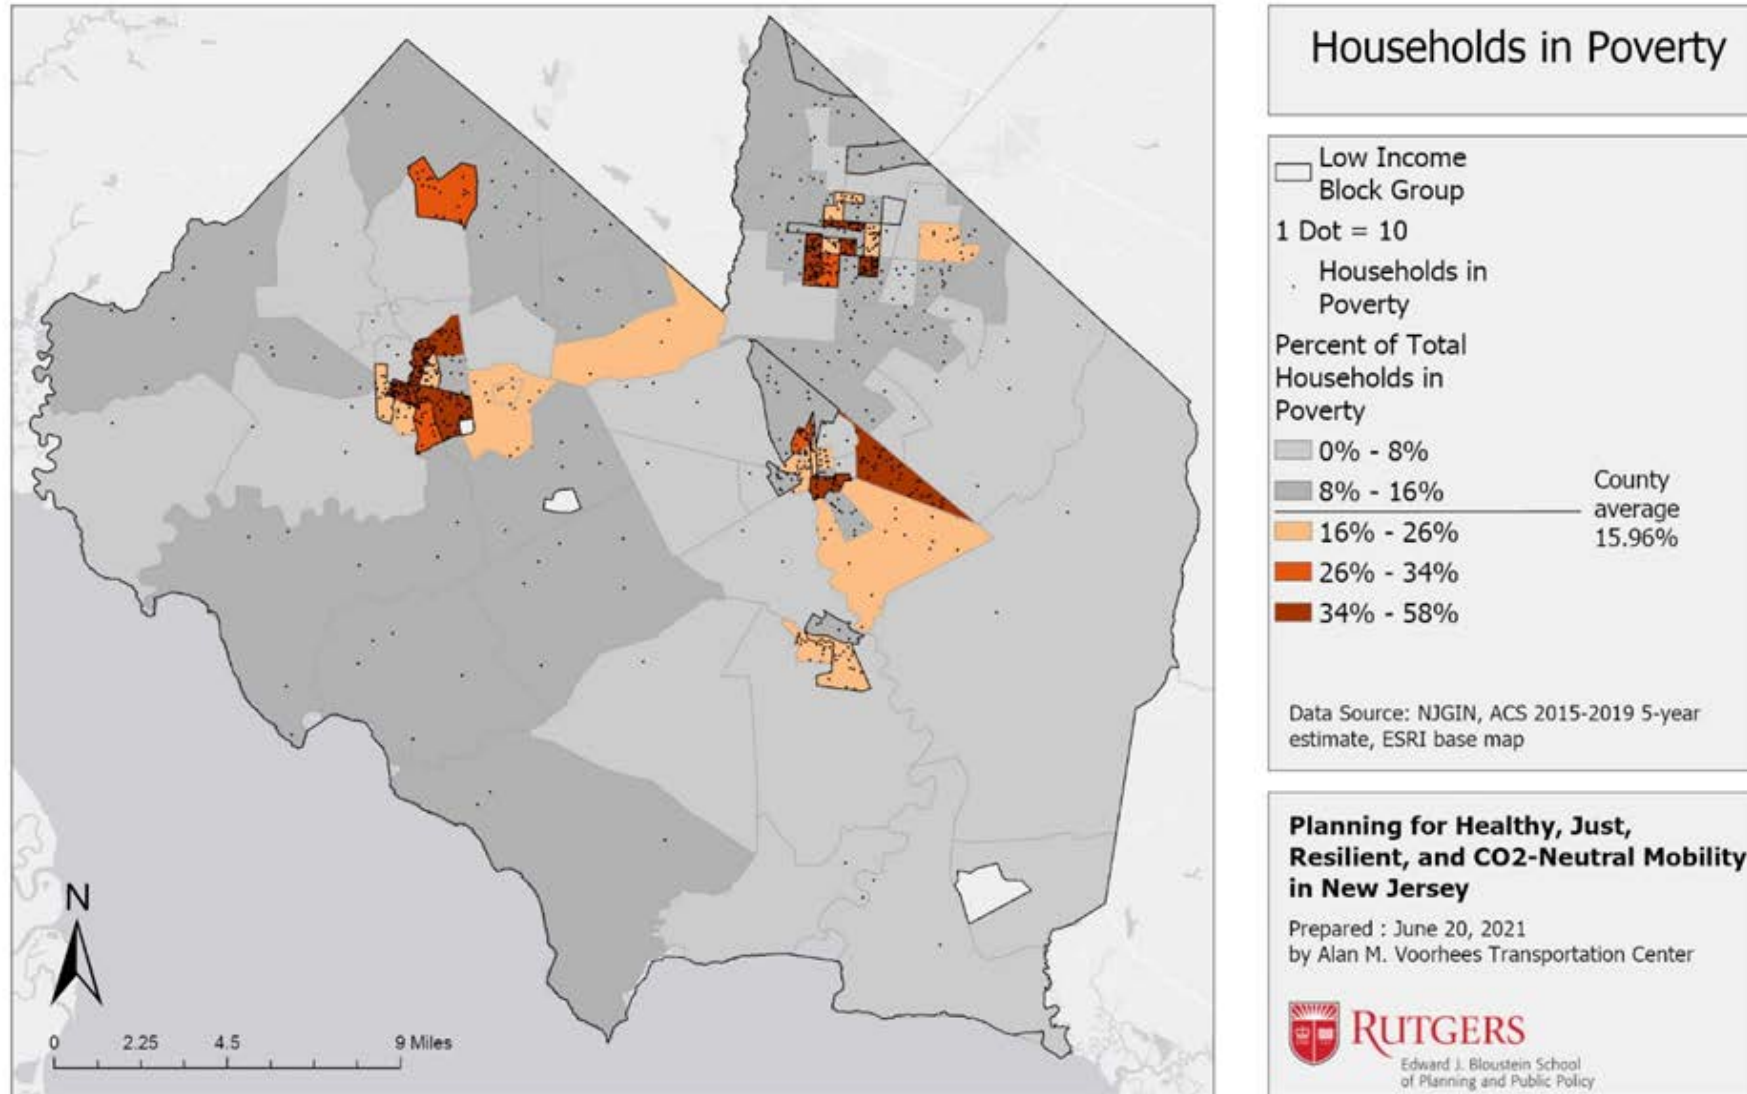 Households in Poverty
Low Income
Block Group
1 Dot = 10
Households in
Poverty
Percent of Total
Households in
Poverty
0% - 8%
8% - 16%
16% - 26%
26% - 34%
34% - 58%
County
average
15.96%
Data Source: NJGIN, ACS 2015-2019 5-year
estimate, ESRI base map
Planning for Healthy, Just,
Resilient, and CO2-Neutral Mobility
in New Jersey
Prepared : June 20, 2021
by Alan M. Voorhees Transportation Center
RUTGERS
Edward J. Bloustein School
of Planning and Public Policy
N
0 2.25 4.5 9 Miles